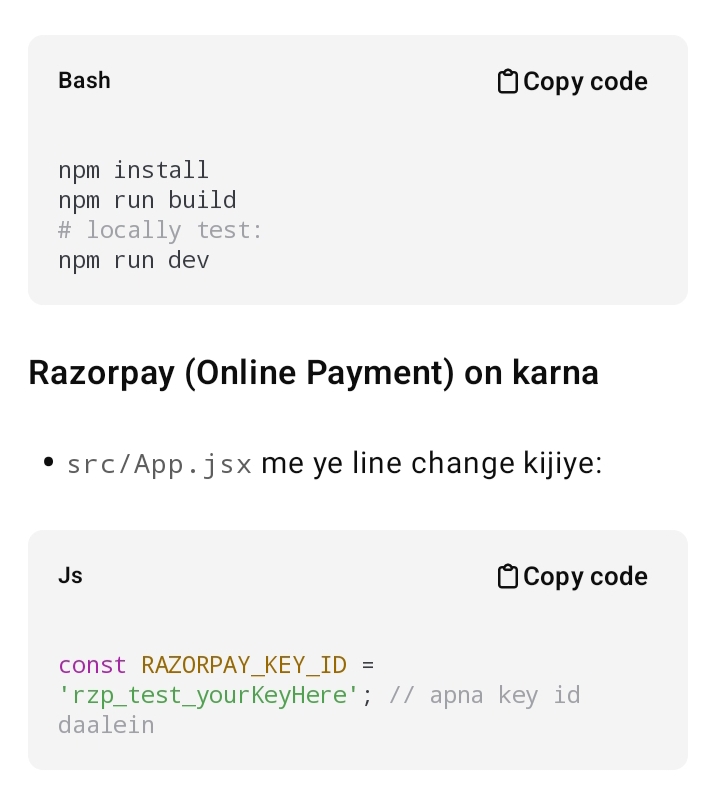 Bash
Copy code
npm install
npm run build
# locally test:
npm run dev
Razorpay (Online Payment) on karna
• src/App.jsx me ye line change kijiye:
Js
Copy code
const RAZORPAY_KEY_ID =
'rzp_test_yourKeyHere'; // apna key id
daalein